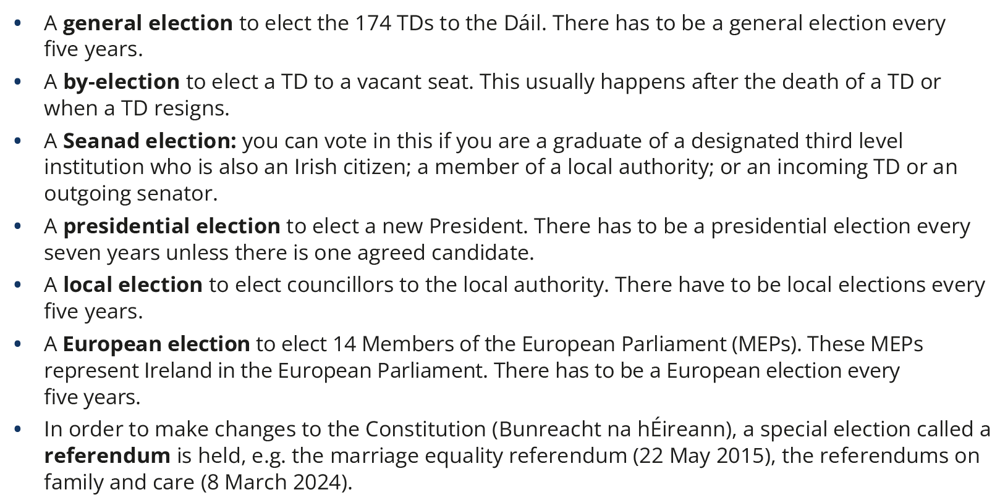 • A general election to elect the 174 TDs to the Dáil. There has to be a general election every
five years.
• A by-election to elect a TD to a vacant seat. This usually happens after the death of a TD or
when a TD resigns.
• A Seanad election: you can vote in this if you are a graduate of a designated third level
institution who is also an Irish citizen; a member of a local authority; or an incoming TD or an
outgoing senator.
• A presidential election to elect a new President. There has to be a presidential election every
seven years unless there is one agreed candidate.
• A local election to elect councillors to the local authority. There have to be local elections every
five years.
• A European election to elect 14 Members of the European Parliament (MEPs). These MEPs
represent Ireland in the European Parliament. There has to be a European election every
five years.
• In order to make changes to the Constitution (Bunreacht na hÉireann), a special election called a
referendum is held, e.g. the marriage equality referendum (22 May 2015), the referendums on
family and care (8 March 2024).